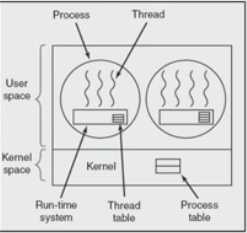 Process Thread
User
space
Kernel
space
Kernel
Run-time
system
Thread
table
Process
table